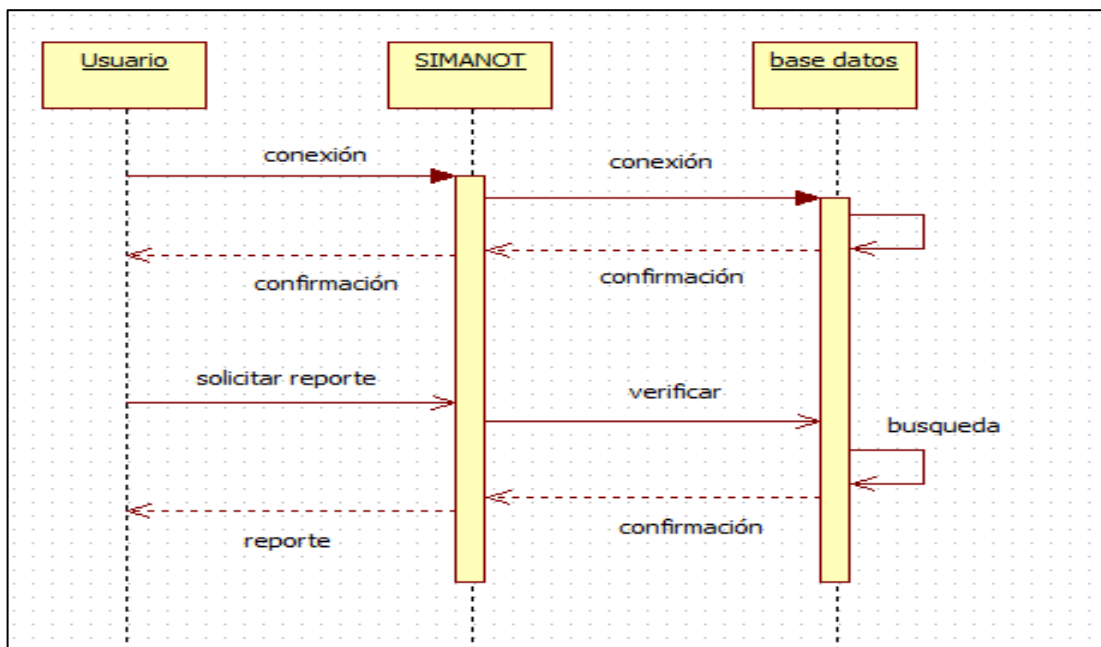 Usuario
SIMANOT
base datos
conexión
conexión
confirmación
confirmación
solicitar reporte
verificar
busqueda
confirmación
reporte